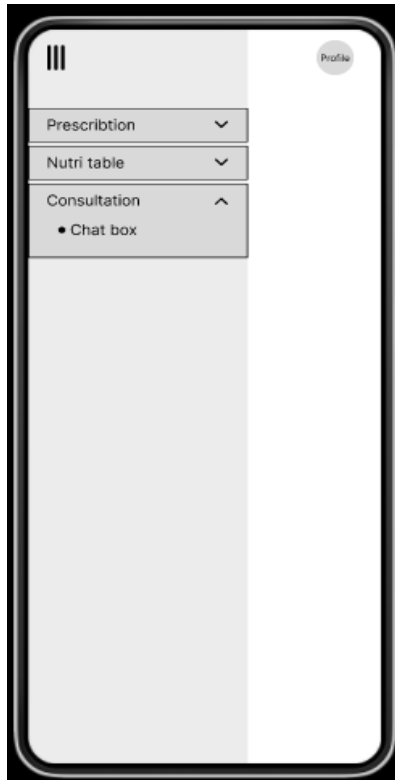 Profile
Prescribtion
Nutri table
Consultation
• Chat box